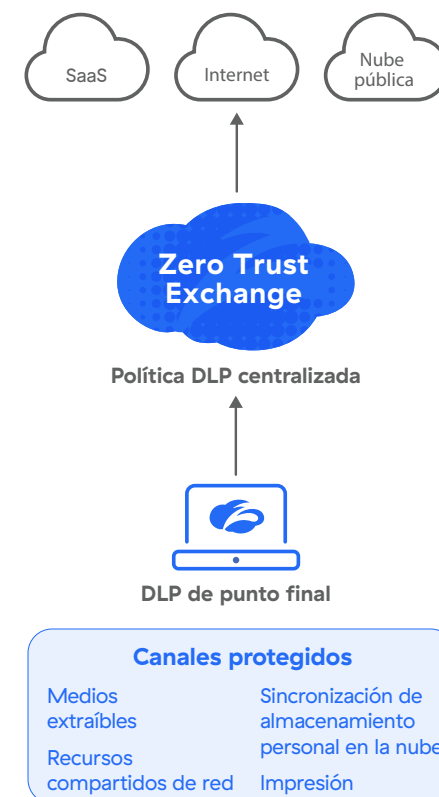 SaaS
Internet
Nube
pública
Zero Trust
Exchange
Política DLP centralizada
DLP de punto final
Canales protegidos
Medios
extraíbles
Recursos
compartidos de red
Sincronización de
almacenamiento
personal en la nube
Impresión